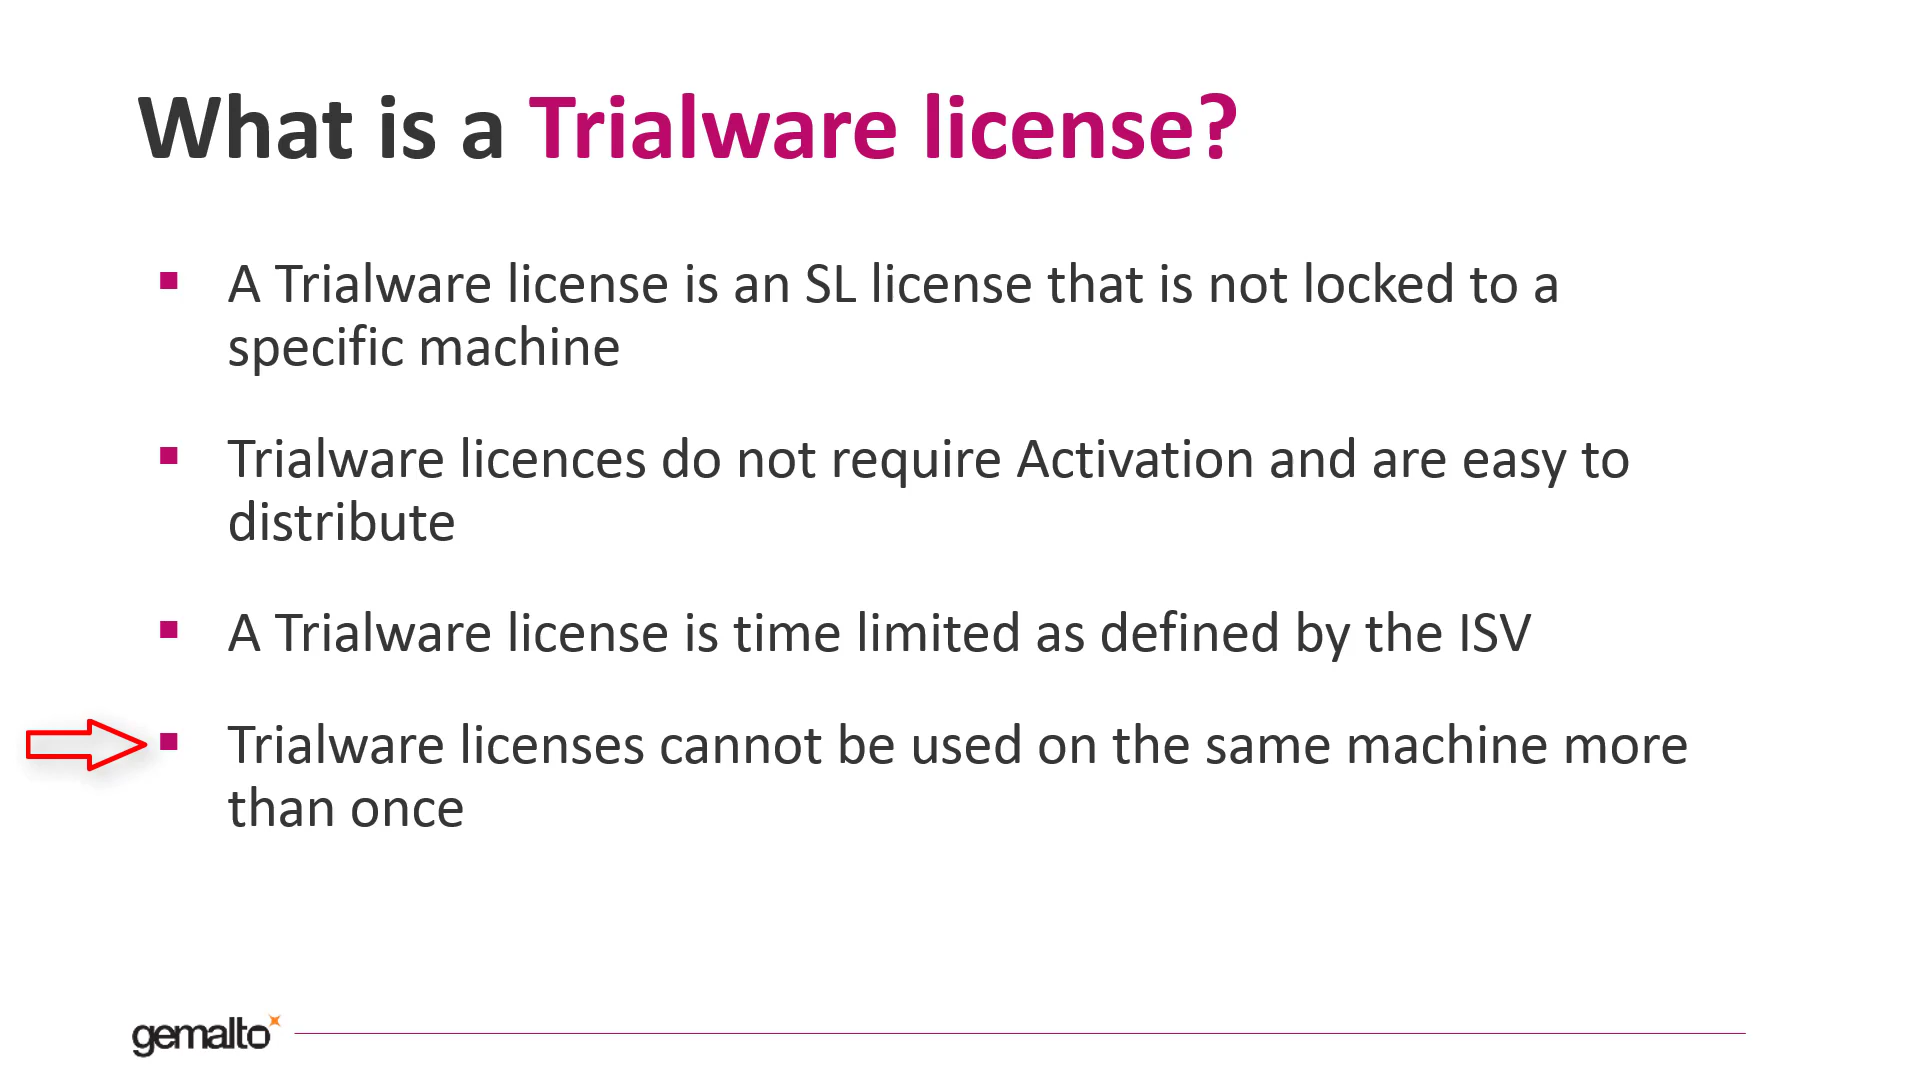 What is a Trialware license?
A Trialware license is an SL license that is not locked to a
specific machine
Trialware licences do not require Activation and are easy to
distribute
A Trialware license is time limited as defined by the ISV
Trialware licenses cannot be used on the same machine more
than once
gemalto